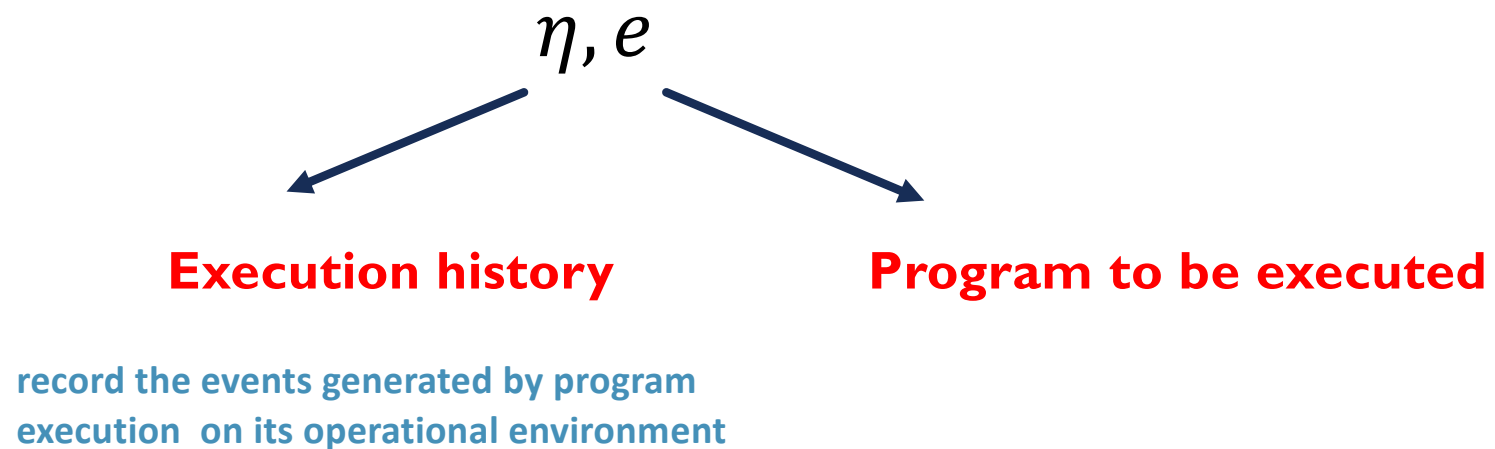 η, e
Execution history
Program to be executed
record the events generated by program
execution on its operational environment